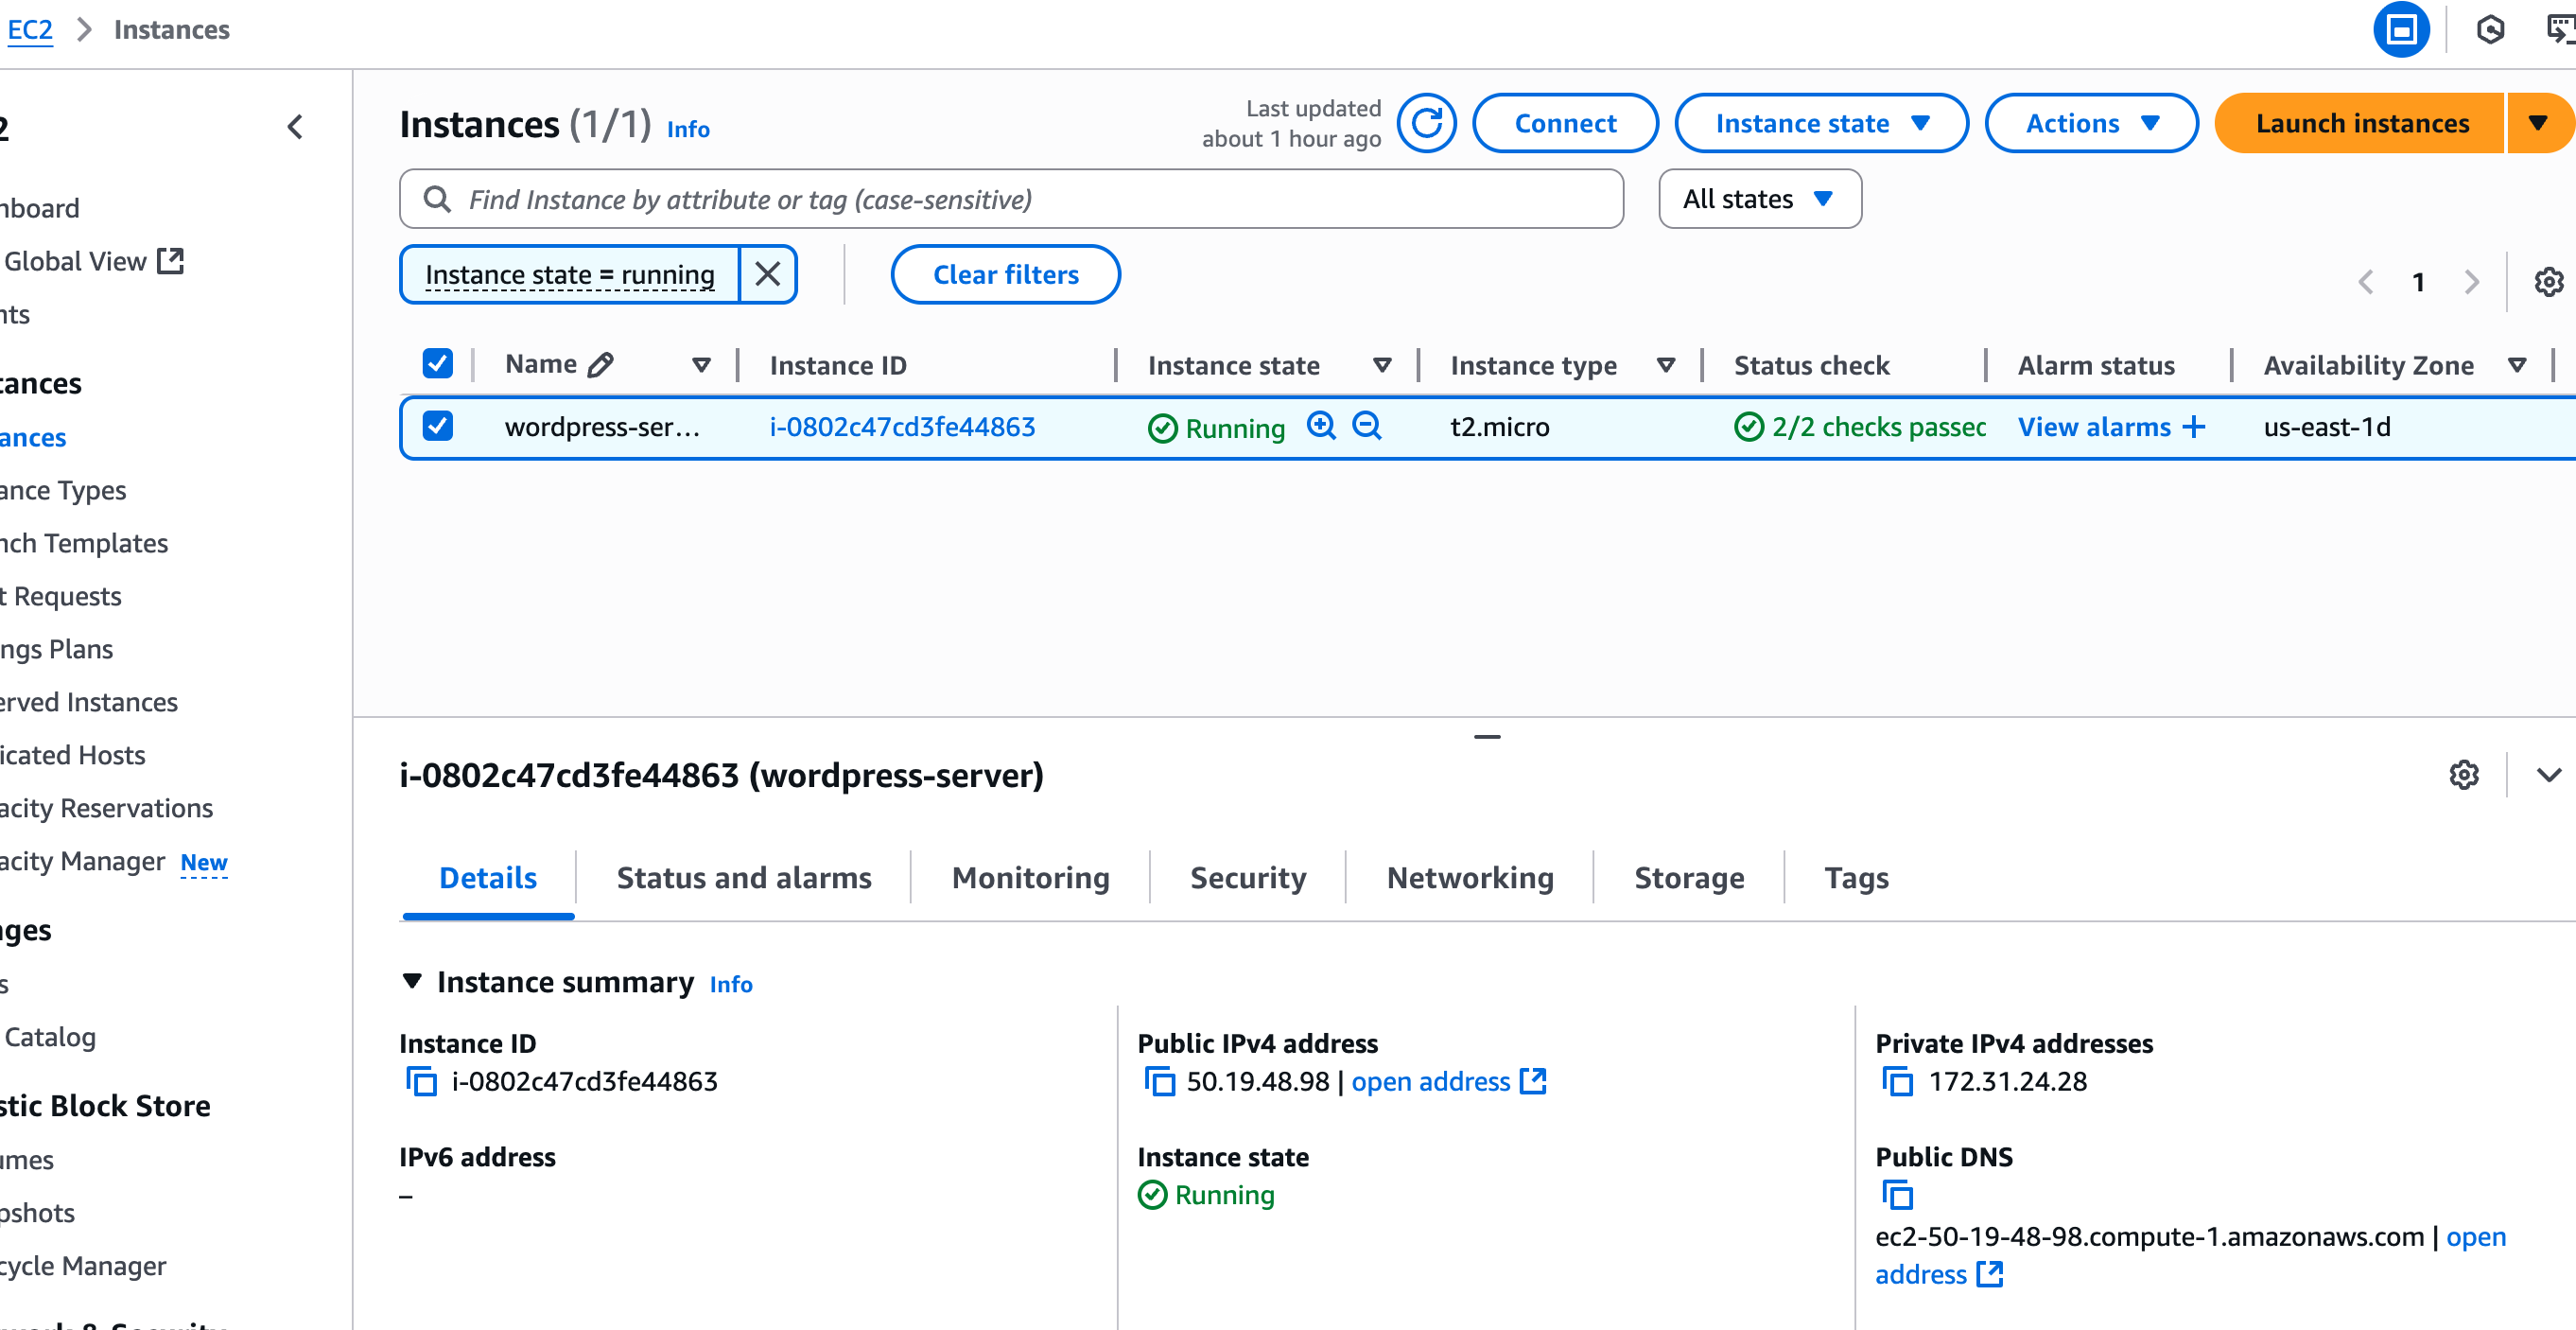 EC2 > Instances
2
nboard
Global View
nts
tances
ances
ance Types
nch Templates
t Requests
ngs Plans
erved Instances
icated Hosts
acity Reservations
acity Manager New
ages
s
Catalog
stic Block Store
umes
pshots
cycle Manager
Instances (1/1) Info
Last updated
about 1 hour ago
Connect
Instance state
Actions
Launch instances
Find Instance by attribute or tag (case-sensitive)
All states
Instance state = running
Clear filters
1
Name Instance ID Instance state Instance type Status check Alarm status Availability Zone
wordpress-ser... i-0802c47cd3fe44863 Running t2.micro 2/2 checks passec View alarms + us-east-1d
i-0802c47cd3fe44863 (wordpress-server)
Details Status and alarms Monitoring Security Networking Storage Tags
Instance summary Info
Instance ID
i-0802c47cd3fe44863
Public IPv4 address
50.19.48.98 | open address
Private IPv4 addresses
172.31.24.28
IPv6 address
–
Instance state
Running
Public DNS
ec2-50-19-48-98.compute-1.amazonaws.com | open
address